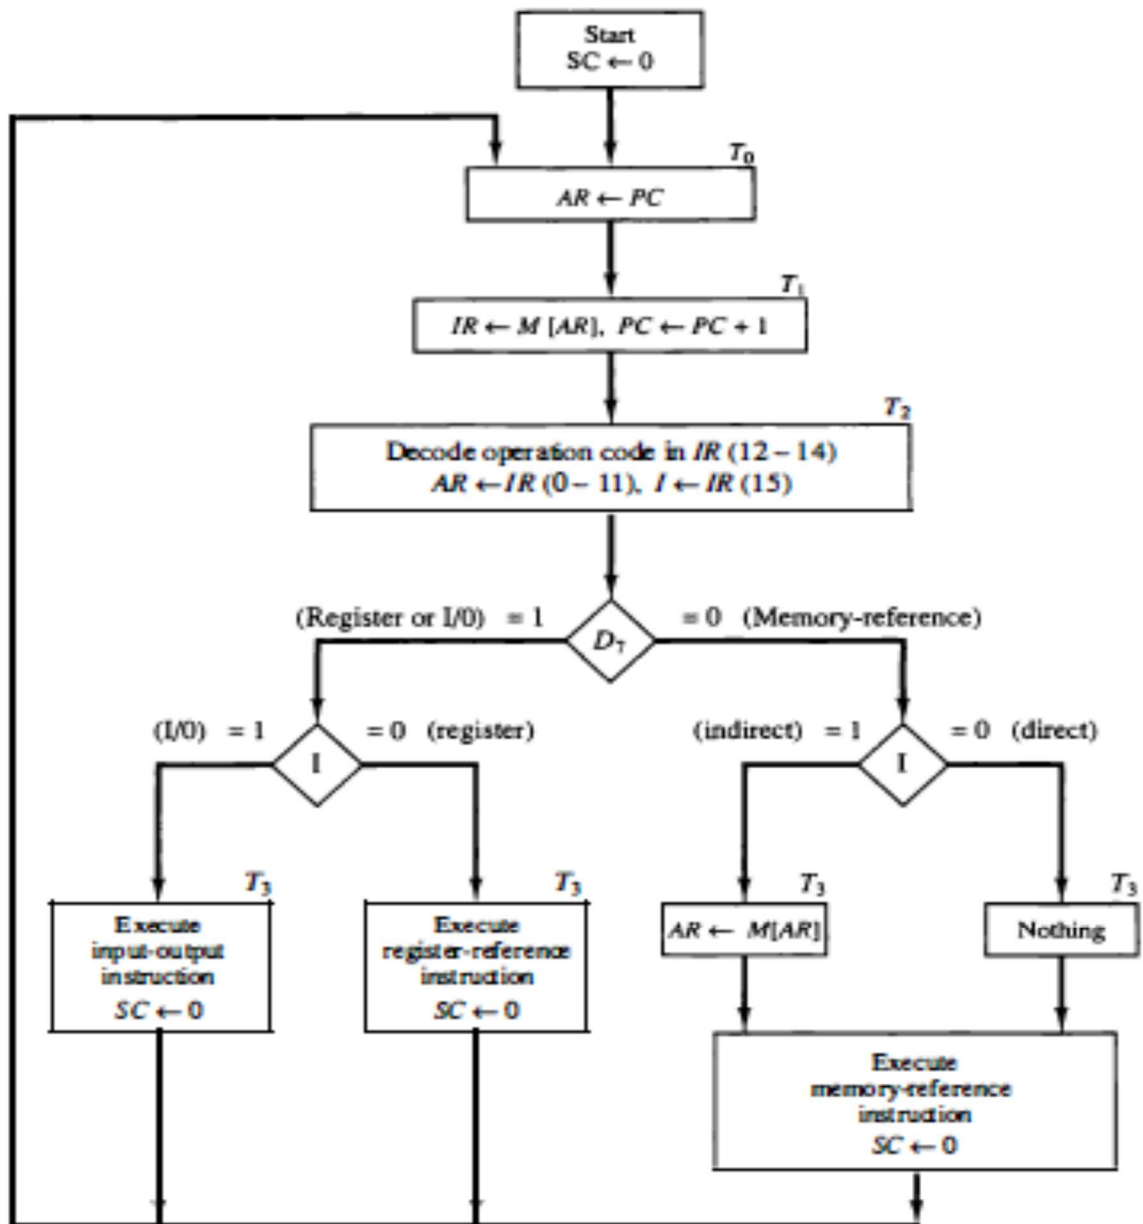 Start
SC ← 0
T₀
AR ← PC
T₁
IR ← M [AR], PC ← PC + 1
T₂
Decode operation code in IR (12 – 14)
AR ← IR (0 – 11), I ← IR (15)
(Register or I/0) = 1
= 0 (Memory-reference)
D₇
(I/0) = 1
= 0 (register)
(indirect) = 1
= 0 (direct)
I
I
T₃
T₃
T₃
T₃
Execute
input-output
instruction
SC ← 0
Execute
register-reference
instruction
SC ← 0
AR ← M[AR]
Nothing
Execute
memory-reference
instruction
SC ← 0